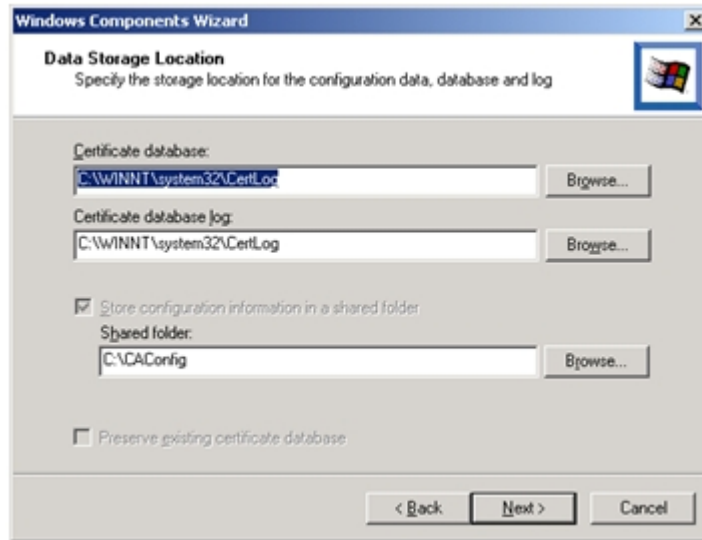 Windows Components Wizard
Data Storage Location
Specify the storage location for the configuration data, database and log
Certificate database:
C:\WINNT\system32\CertLog
Browse...
Certificate database log:
C:\WINNT\system32\CertLog
Browse...
Store configuration information in a shared folder
Shared folder:
C:\CAConfig
Browse...
Preserve existing certificate database
< Back
Next >
Cancel